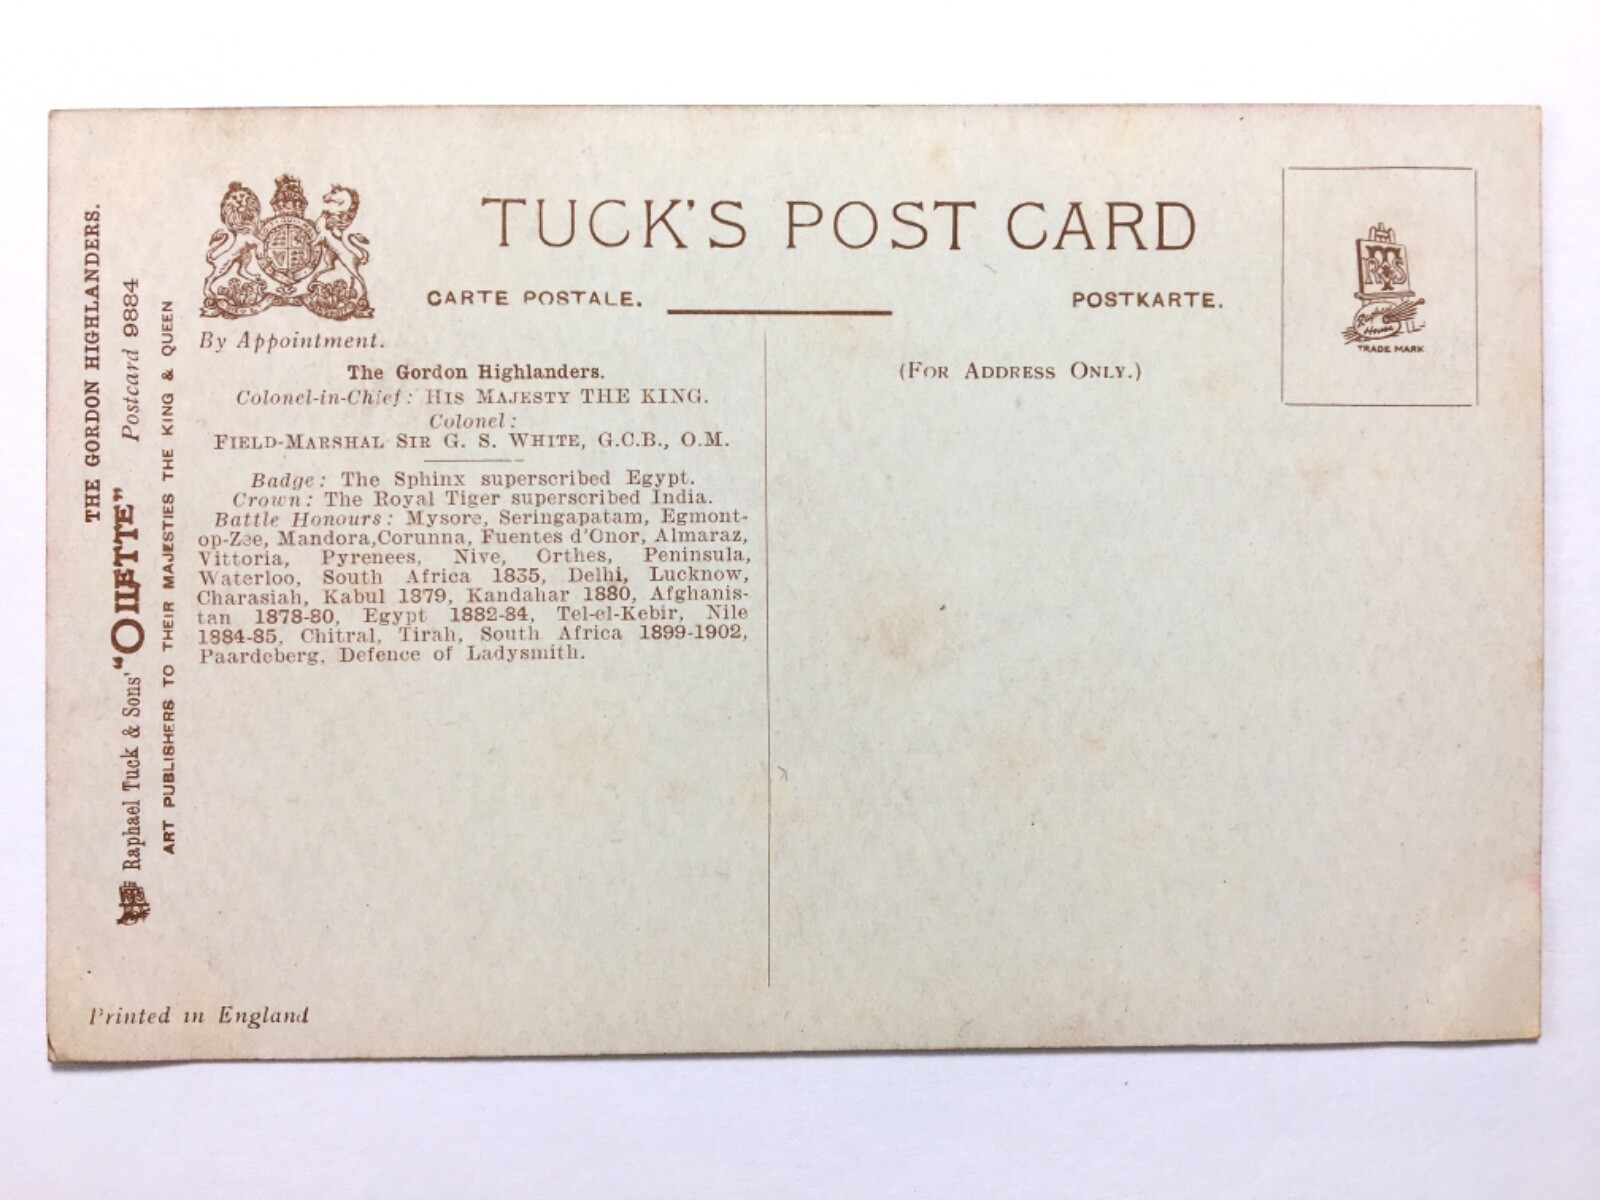 THE GORDON HIGHLANDERS.
Raphael Tuck & Sons' "OILETTE" Postcard 9884
ART PUBLISHERS TO THEIR MAJESTIES THE KING & QUEEN
By Appointment.
TUCK'S POST CARD
CARTE POSTALE. POSTKARTE.
The Gordon Highlanders.
Colonel-in-Chief: HIS MAJESTY THE KING.
Colonel:
FIELD-MARSHAL SIR G. S. WHITE, G.C.B., O.M.
Badge: The Sphinx superscribed Egypt.
Crown: The Royal Tiger superscribed India.
Battle Honours: Mysore, Seringapatam, Egmont-
op-Zee, Mandora,Corunna, Fuentes d'Onor, Almaraz,
Vittoria, Pyrenees, Nive, Orthes, Peninsula,
Waterloo, South Africa 1835, Delhi, Lucknow,
Charasiah, Kabul 1879, Kandahar 1880, Afghanis-
tan 1878-80, Egypt 1882-84, Tel-el-Kebir, Nile
1884-85, Chitral, Tirah, South Africa 1899-1902,
Paardeberg, Defence of Ladysmith.
(FOR ADDRESS ONLY.)
RTS
Raphael
House
TRADE MARK
Printed in England